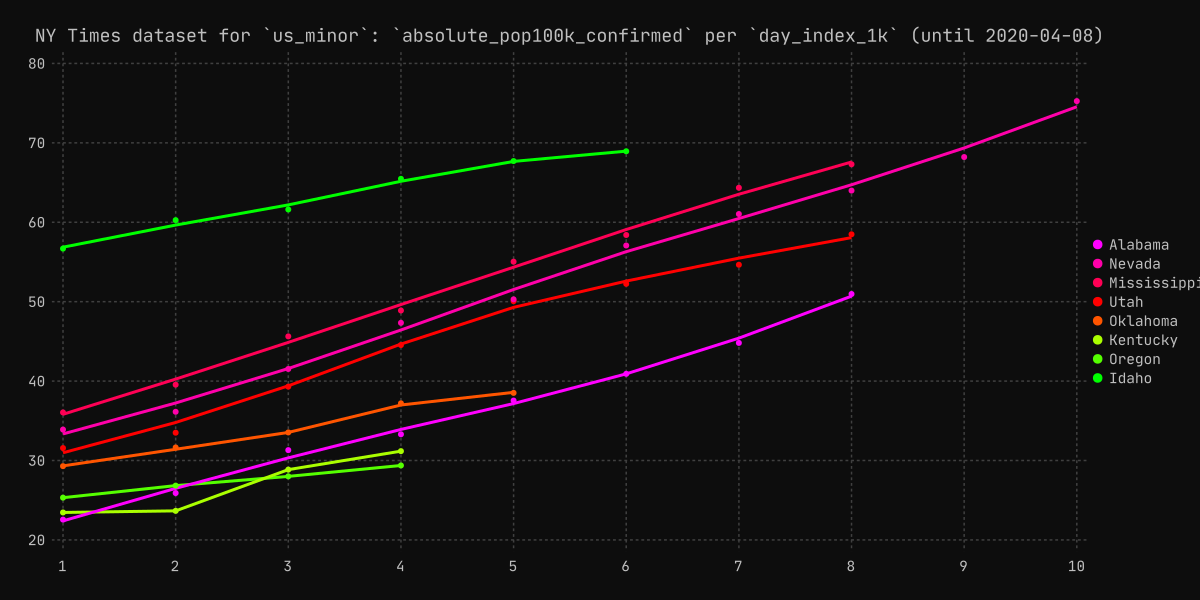 NY Times dataset for `us_minor`: `absolute_pop100k_confirmed` per `day_index_1k` (until 2020-04-08)
80
70
60
50
40
30
20
1 2 3 4 5 6 7 8 9 10
Alabama
Nevada
Mississippi
Utah
Oklahoma
Kentucky
Oregon
Idaho